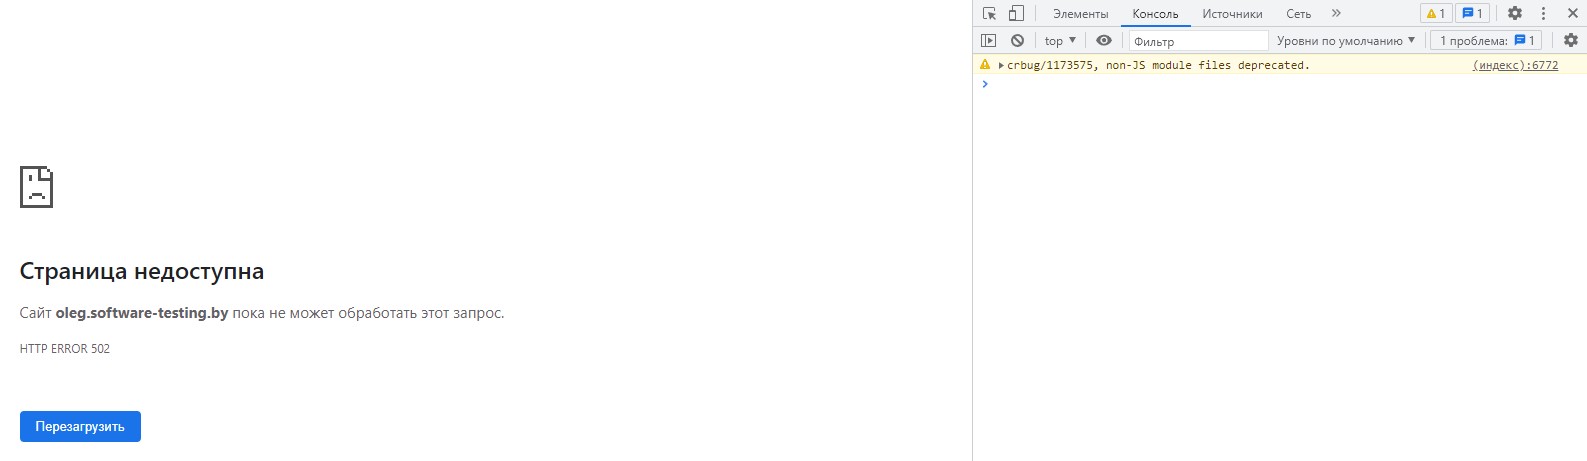 Элементы Консоль Источники Сеть » 1 1
top ▼ Фильтр Уровни по умолчанию ▼ 1 проблема: 1
crbug/1173575, non-JS module files deprecated. (индекс):6772
Страница недоступна
Сайт oleg.software-testing.by пока не может обработать этот запрос.
HTTP ERROR 502
Перезагрузить